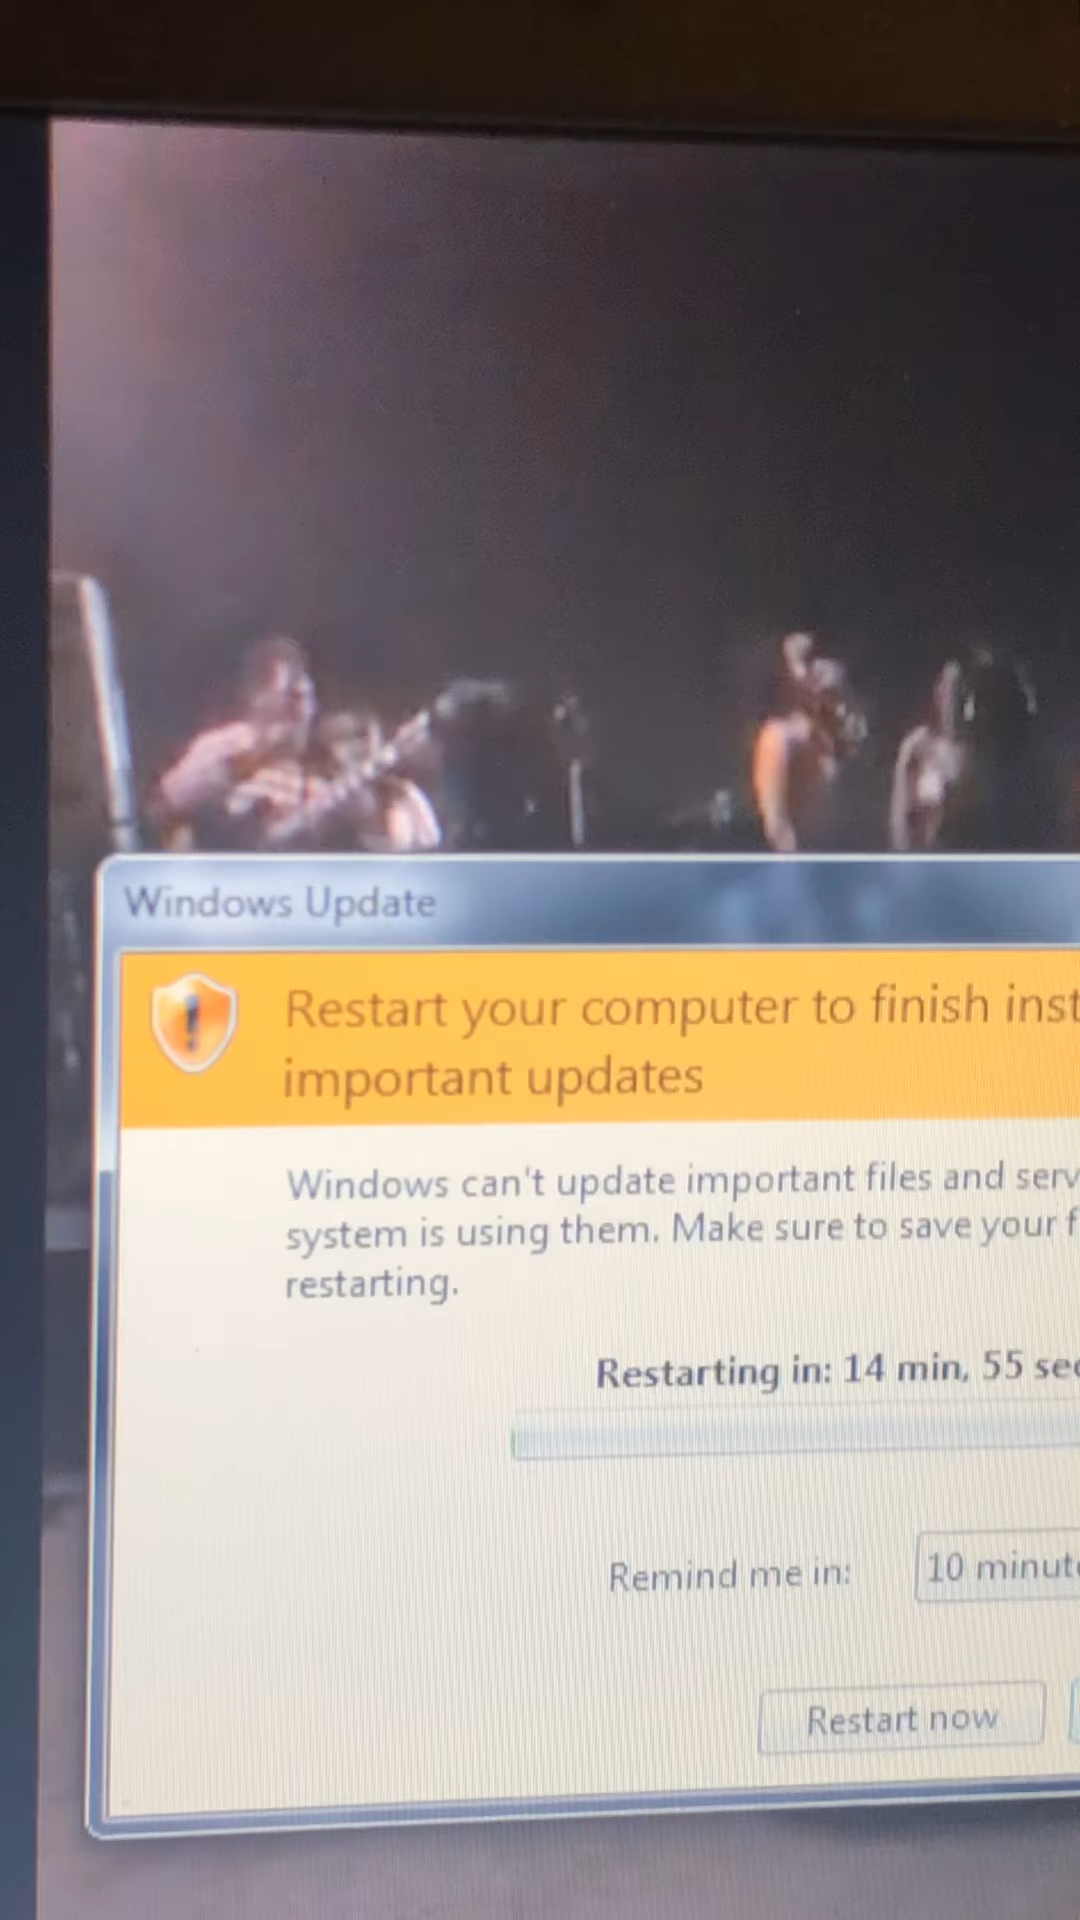 Windows Update
Restart your computer to finish inst
important updates
Windows can't update important files and serv
system is using them. Make sure to save your f
restarting.
Restarting in: 14 min, 55 sec
Remind me in:
10 minute
Restart now